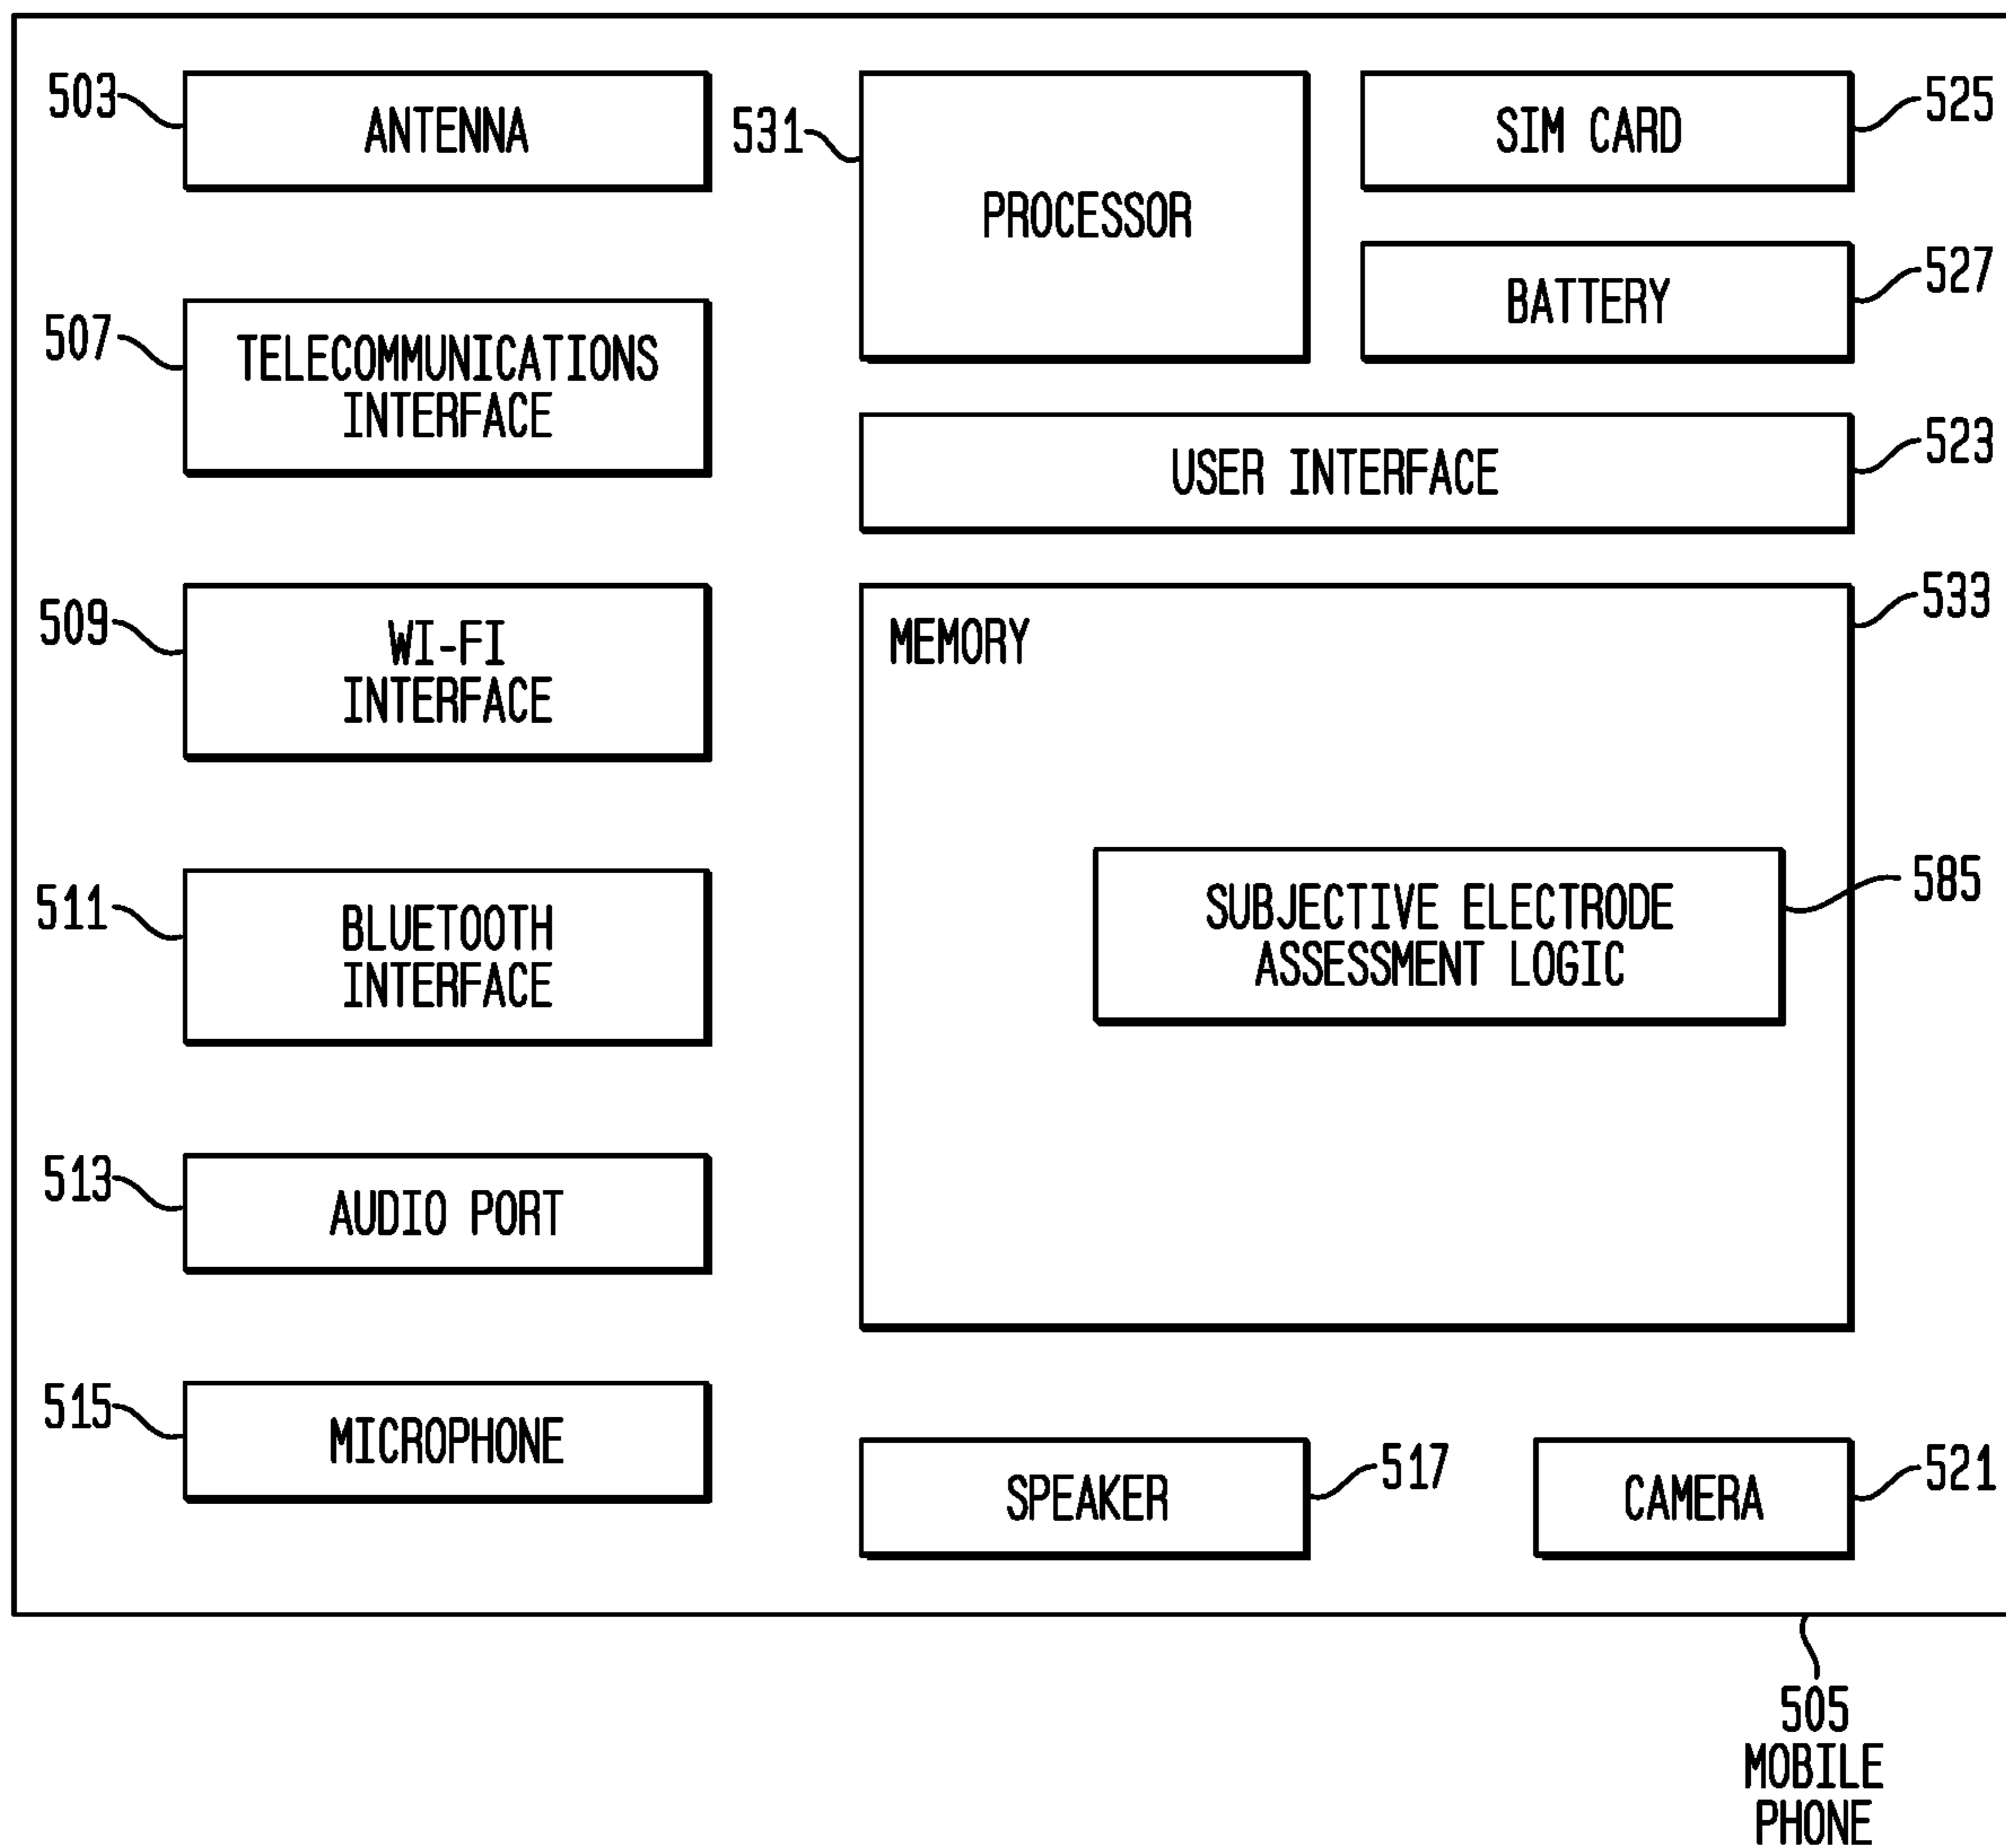 503
ANTENNA
531
PROCESSOR
SIM CARD
525
BATTERY
527
507
TELECOMMUNICATIONS
INTERFACE
USER INTERFACE
523
509
WI-FI
INTERFACE
MEMORY
533
511
BLUETOOTH
INTERFACE
SUBJECTIVE ELECTRODE
ASSESSMENT LOGIC
585
513
AUDIO PORT
515
MICROPHONE
SPEAKER
517
CAMERA
521
505
MOBILE
PHONE